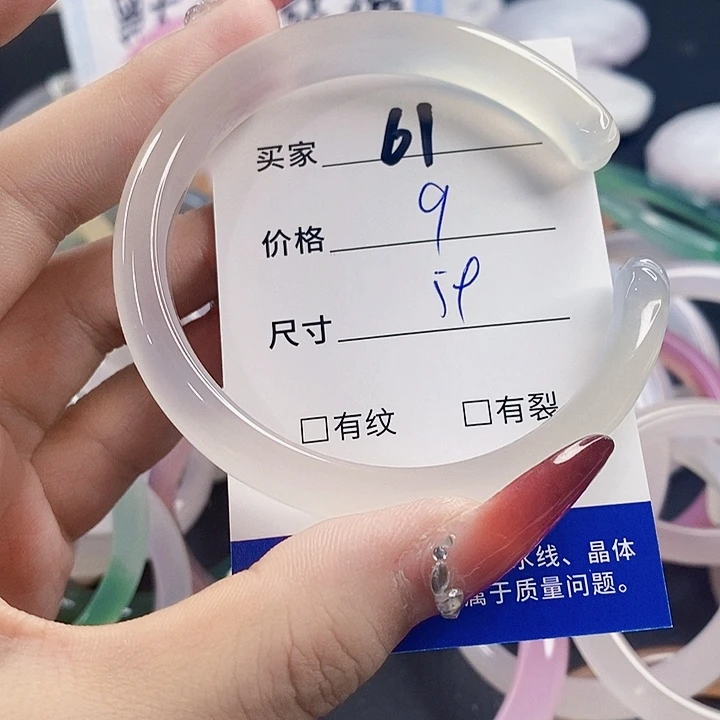 买家 61
价格 9
尺寸 58
□有纹 □有裂
水线、晶体
属于质量问题。